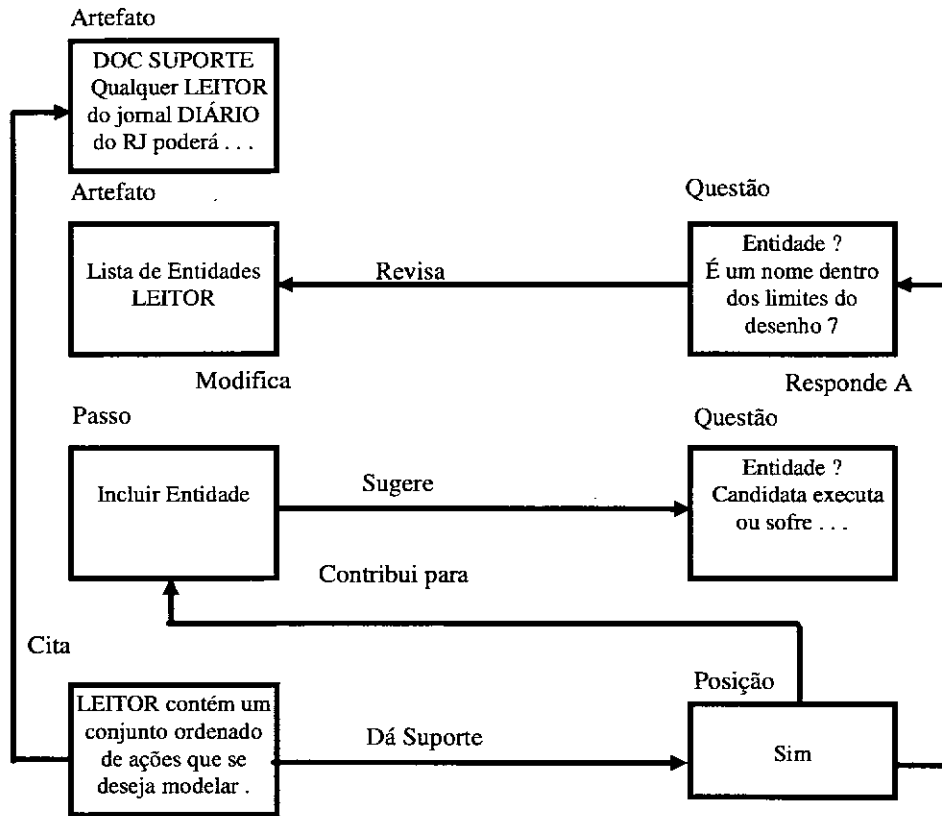 Artefato
DOC SUPORTE
Qualquer LEITOR
do jornal DIÁRIO
do RJ poderá . . .
Artefato
Lista de Entidades
LEITOR
Revisa
Questão
Entidade ?
É um nome dentro
dos limites do
desenho ?
Modifica
Responde A
Passo
Incluir Entidade
Sugere
Questão
Entidade ?
Candidata executa
ou sofre . . .
Contribui para
Cita
LEITOR contém um
conjunto ordenado
de ações que se
deseja modelar .
Dá Suporte
Posição
Sim